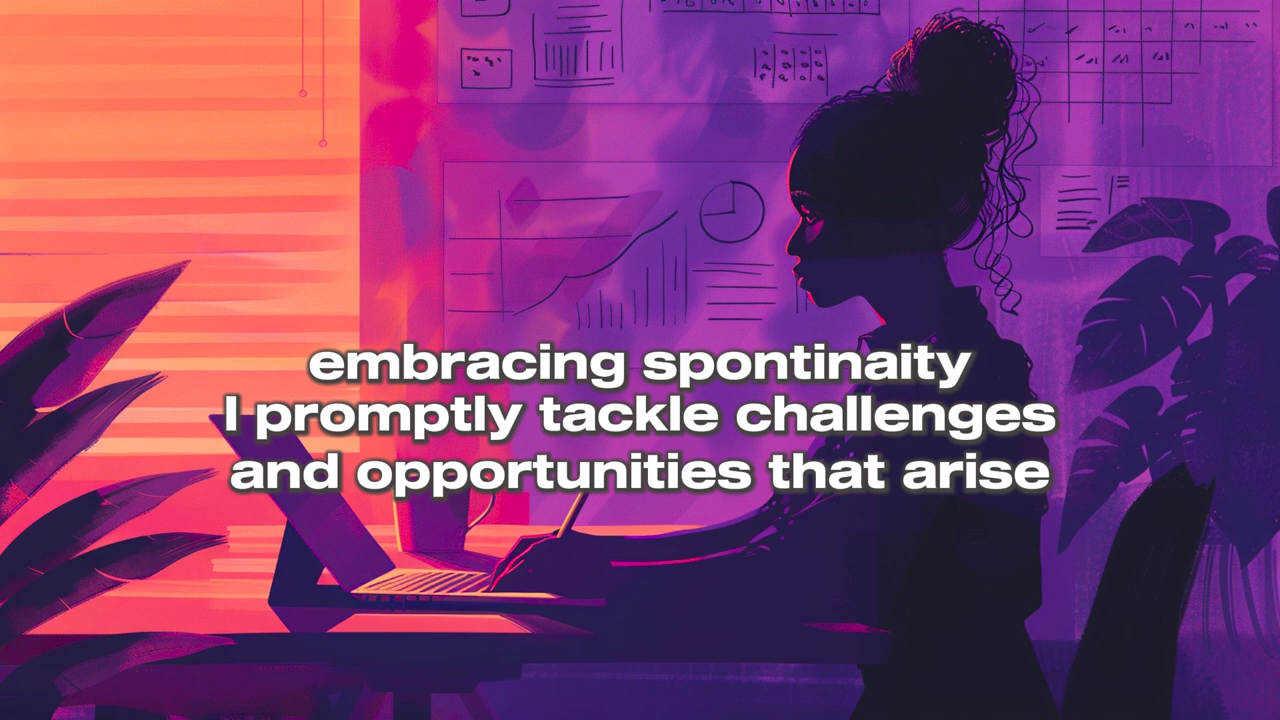 embracing spontinaity
I promptly tackle challenges
and opportunities that arise